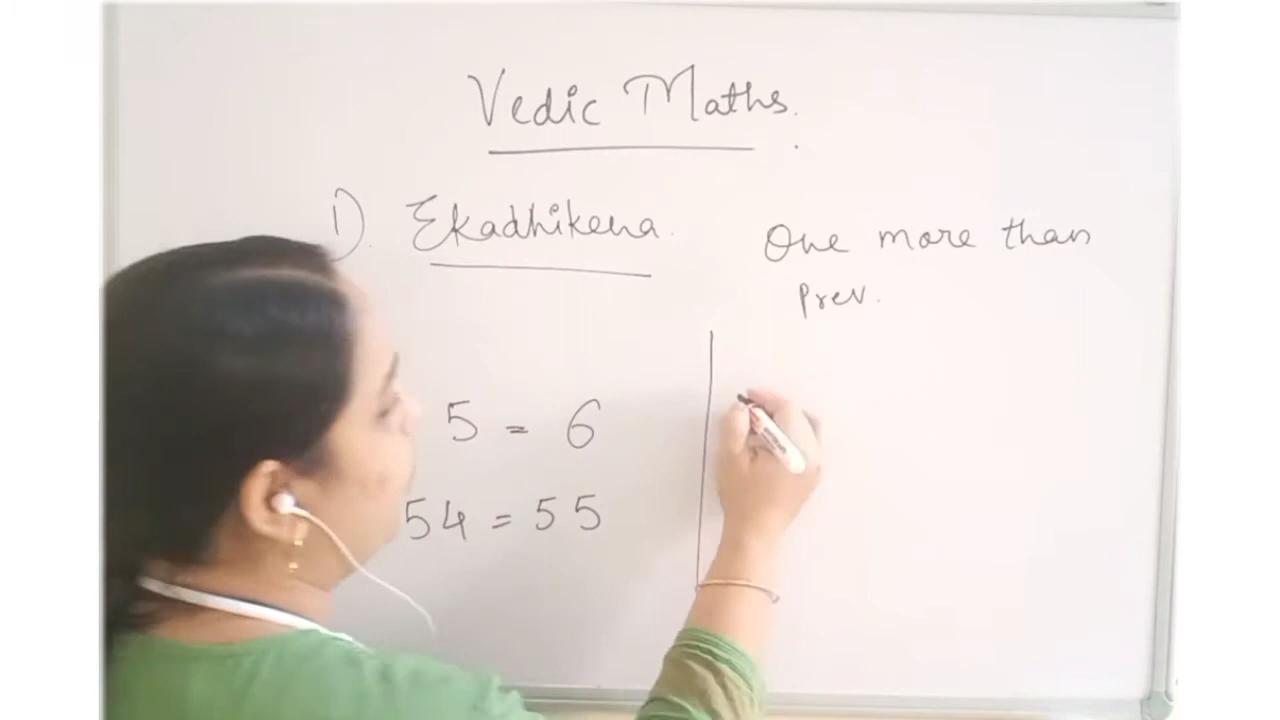 Vedic Maths.
1). Ekadhikena.
One more than
Prev.
5 = 6
54 = 55